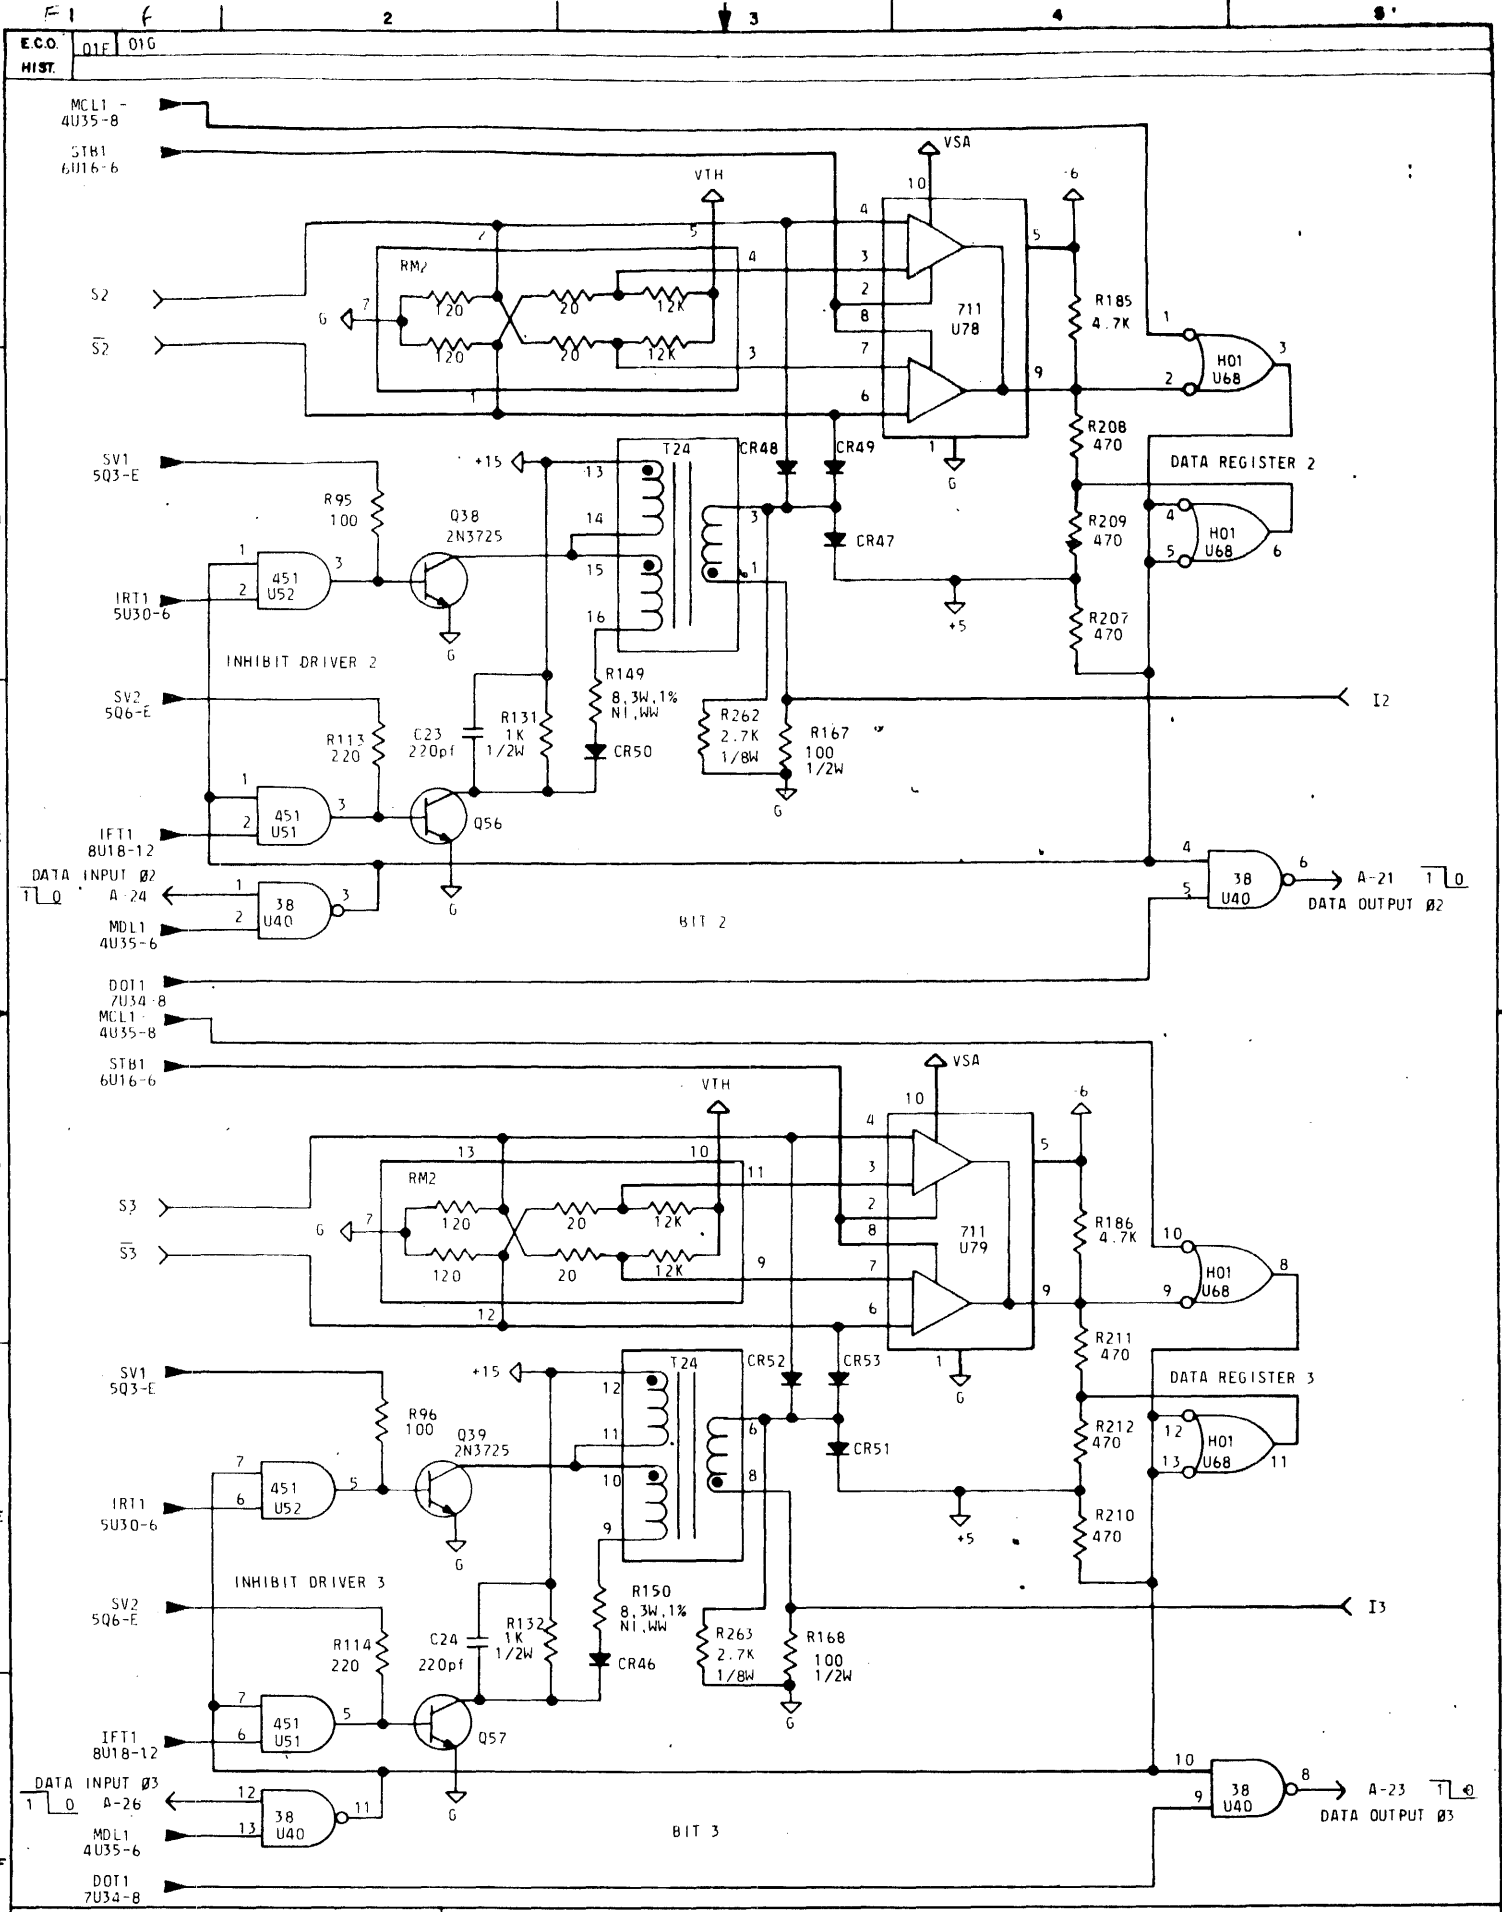 F 1 f 2 3 4 5
E.C.O. 01F 01G
HIST.
MCL1 -
4U35-8
STB1
6U16-6
VSA
VTH
-6
10
2
5
4
5
RM2
4
3
S2
7
120
20
12K
2
8
711
U78
R185
4.7K
G
1
3
S2
120
20
12K
3
7
9
H01
U68
2
1
6
SV1
5Q3-E
+15
13
T24
CR48
CR49
1
G
R208
470
DATA REGISTER 2
R95
100
Q38
2N3725
14
3
4
H01
U68
R209
470
CR47
1
3
451
U52
15
1
5
6
IRT1
5U30-6
2
G
16
+5
R207
470
INHIBIT DRIVER 2
R149
8,3W,1%
NI,WW
SV2
5Q6-E
I2
R113
220
C23
220pf
R131
1K
1/2W
CR50
R262
2.7K
1/8W
R167
100
1/2W
1
3
451
U51
Q56
G
IFT1
8U18-12
2
DATA INPUT Ø2
1 0
A-24
1
3
38
U40
G
4
6
38
U40
5
A-21
1 0
DATA OUTPUT Ø2
MDL1
4U35-6
2
BIT 2
DOT1
7U34-8
MCL1-
4U35-8
STB1
6U16-6
VSA
VTH
-6
10
13
10
4
5
RM2
11
3
S3
7
120
20
12K
2
8
711
U79
R186
4.7K
10
G
8
S3
120
20
12K
9
7
9
H01
U68
9
12
6
SV1
5Q3-E
+15
12
T24
CR52
CR53
1
G
R211
470
DATA REGISTER 3
R96
100
Q39
2N3725
11
6
12
H01
U68
R212
470
CR51
7
5
451
U52
10
8
13
11
IRT1
5U30-6
6
G
9
+5
R210
470
INHIBIT DRIVER 3
R150
8,3W,1%
NI,WW
SV2
5Q6-E
I3
R114
220
C24
220pf
R132
1K
1/2W
CR46
R263
2.7K
1/8W
R168
100
1/2W
7
5
451
U51
Q57
G
IFT1
8U18-12
6
DATA INPUT Ø3
1 0
A-26
12
11
38
U40
G
10
8
38
U40
9
A-23
1 0
DATA OUTPUT Ø3
MDL1
4U35-6
13
BIT 3
DOT1
7U34-8